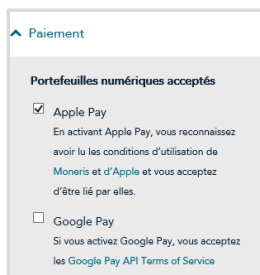 Paiement
Portefeuilles numériques acceptés
Apple Pay
En activant Apple Pay, vous reconnaissez
avoir lu les conditions d'utilisation de
Moneris et d'Apple et vous acceptez
d'être lié par elles.
Google Pay
Si vous activez Google Pay, vous acceptez
les Google Pay API Terms of Service